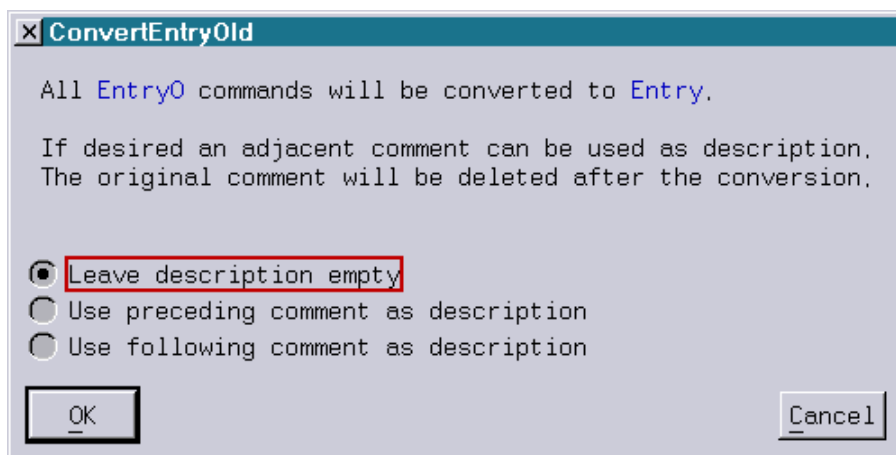 ConvertEntryOld
All EntryO commands will be converted to Entry.
If desired an adjacent comment can be used as description.
The original comment will be deleted after the conversion.
Leave description empty
Use preceding comment as description
Use following comment as description
OK
Cancel